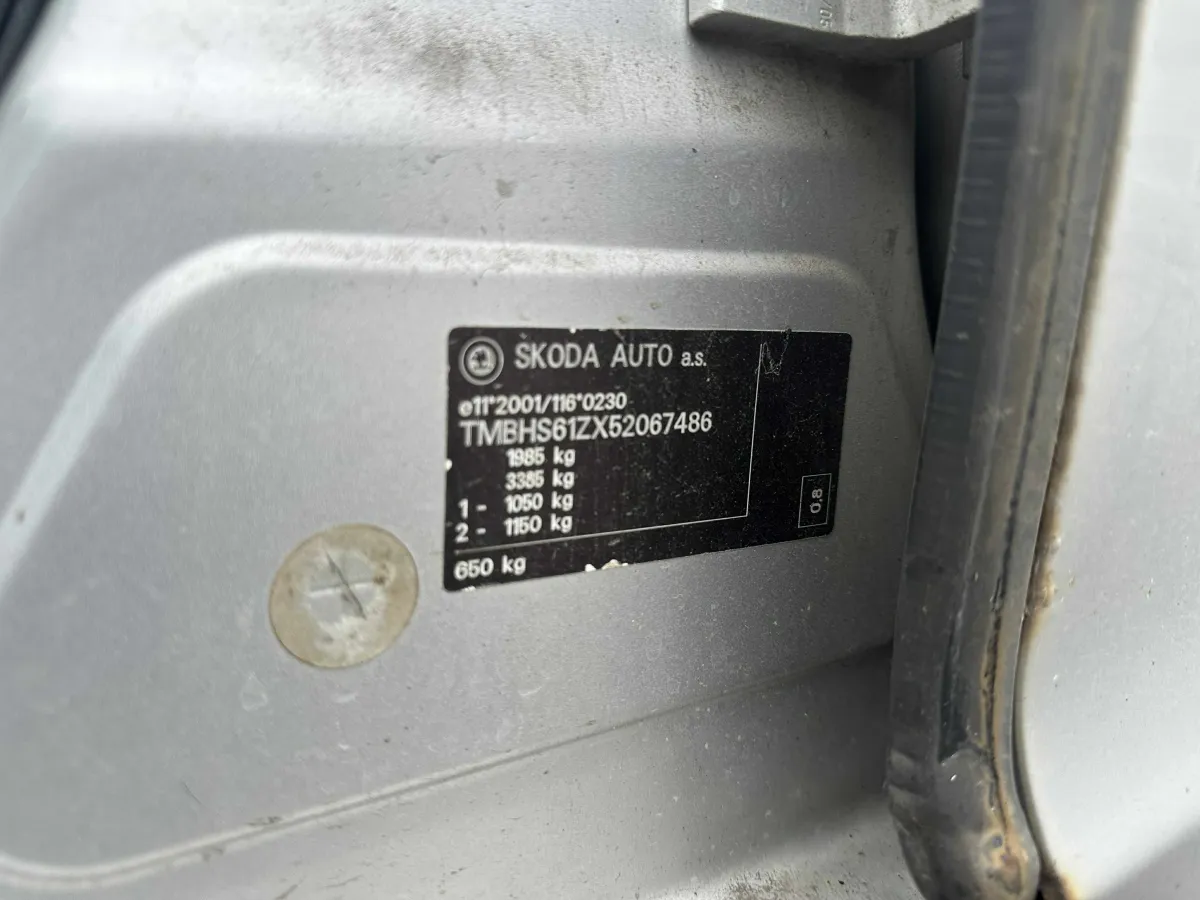 ŠKODA AUTO a.s.
e11*2001/116*0230
TMBHS61ZX52067486
1985 kg
3385 kg
1 - 1050 kg
2 - 1150 kg
650 kg
0,8